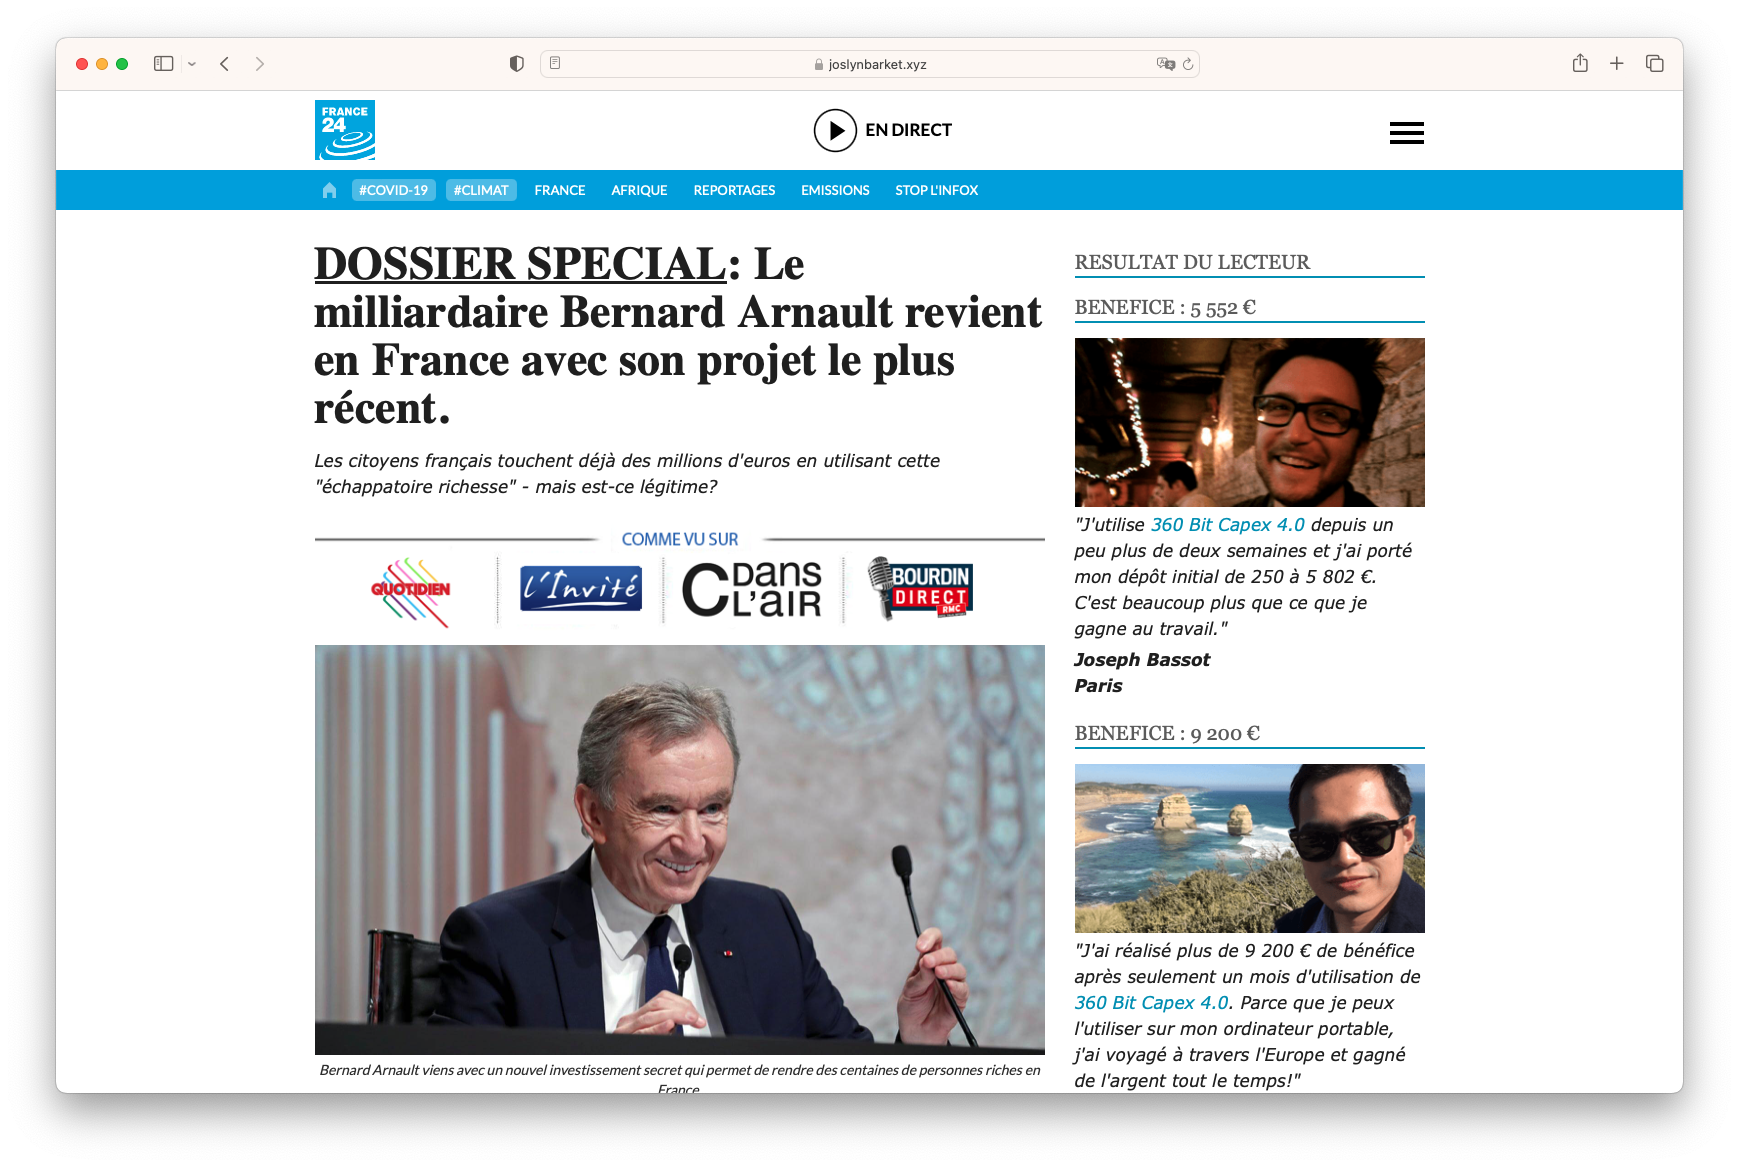 joslynbarket.xyz
FRANCE
24
EN DIRECT
#COVID-19 #CLIMAT FRANCE AFRIQUE REPORTAGES EMISSIONS STOP L'INFOX
DOSSIER SPECIAL: Le
milliardaire Bernard Arnault revient
en France avec son projet le plus
récent.
Les citoyens français touchent déjà des millions d'euros en utilisant cette
"échappatoire richesse" - mais est-ce légitime?
COMME VU SUR
QUOTIDIEN
L'Invité
C DANS
L'AIR
BOURDIN
DIRECT
RMC
Bernard Arnault viens avec un nouvel investissement secret qui permet de rendre des centaines de personnes riches en
France
RESULTAT DU LECTEUR
BENEFICE : 5 552 €
"J'utilise 360 Bit Capex 4.0 depuis un
peu plus de deux semaines et j'ai porté
mon dépôt initial de 250 à 5 802 €.
C'est beaucoup plus que ce que je
gagne au travail."
Joseph Bassot
Paris
BENEFICE : 9 200 €
"J'ai réalisé plus de 9 200 € de bénéfice
après seulement un mois d'utilisation de
360 Bit Capex 4.0. Parce que je peux
l'utiliser sur mon ordinateur portable,
j'ai voyagé à travers l'Europe et gagné
de l'argent tout le temps!"